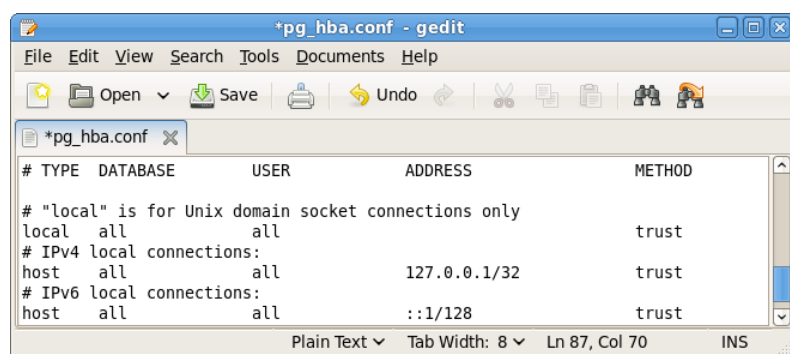 *pg_hba.conf - gedit
File Edit View Search Tools Documents Help
Open Save Undo
*pg_hba.conf
# TYPE DATABASE USER ADDRESS METHOD
# "local" is for Unix domain socket connections only
local all all trust
# IPv4 local connections:
host all all 127.0.0.1/32 trust
# IPv6 local connections:
host all all ::1/128 trust
Plain Text Tab Width: 8 Ln 87, Col 70 INS